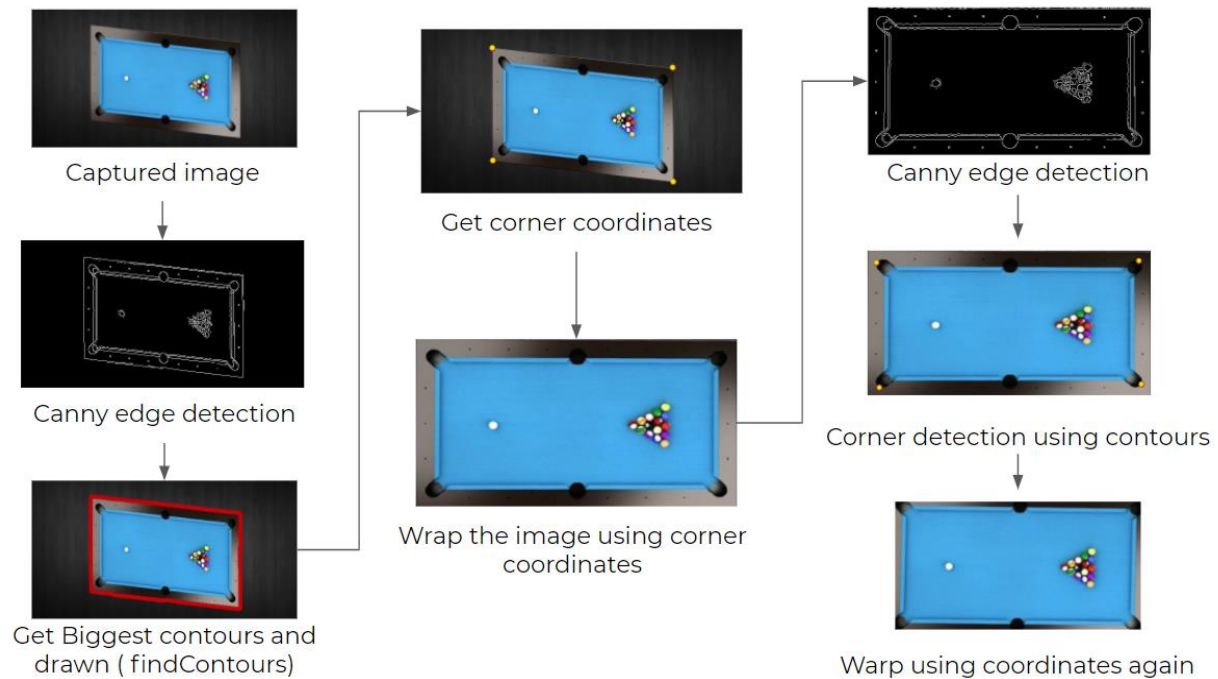 Captured image
Canny edge detection
Get Biggest contours and
drawn ( findContours)
Get corner coordinates
Wrap the image using corner
coordinates
Canny edge detection
Corner detection using contours
Warp using coordinates again